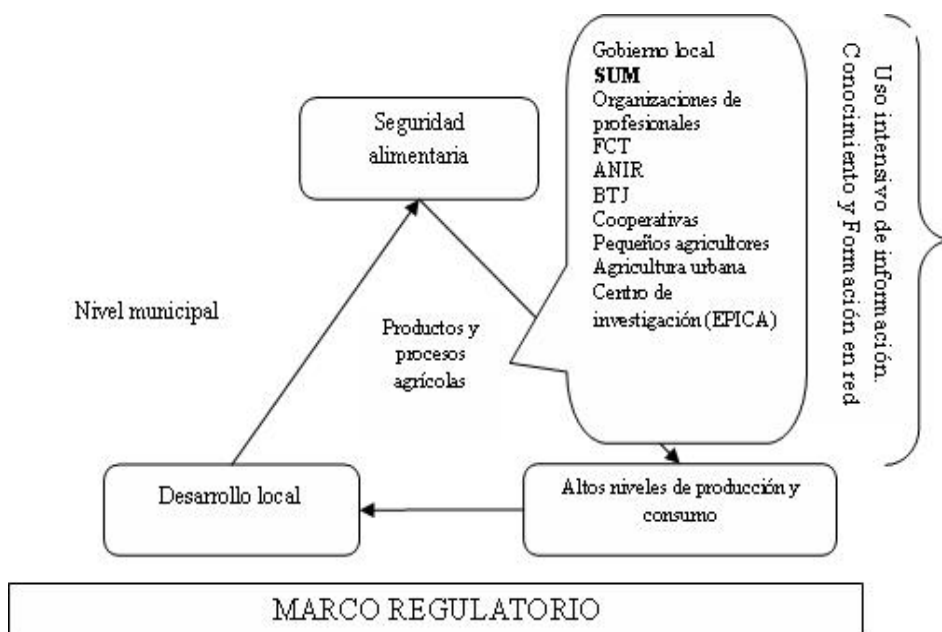 Gobierno local
SUM
Organizaciones de
profesionales
FCT
ANIR
BTJ
Cooperativas
Pequeños agricultores
Agricultura urbana
Centro de
investigación (EPICA)
Uso intensivo de información.
Conocimiento y Formación en red
Seguridad
alimentaria
Nivel municipal
Productos y
procesos
agrícolas
Desarrollo local
Altos niveles de producción y
consumo
MARCO REGULATORIO